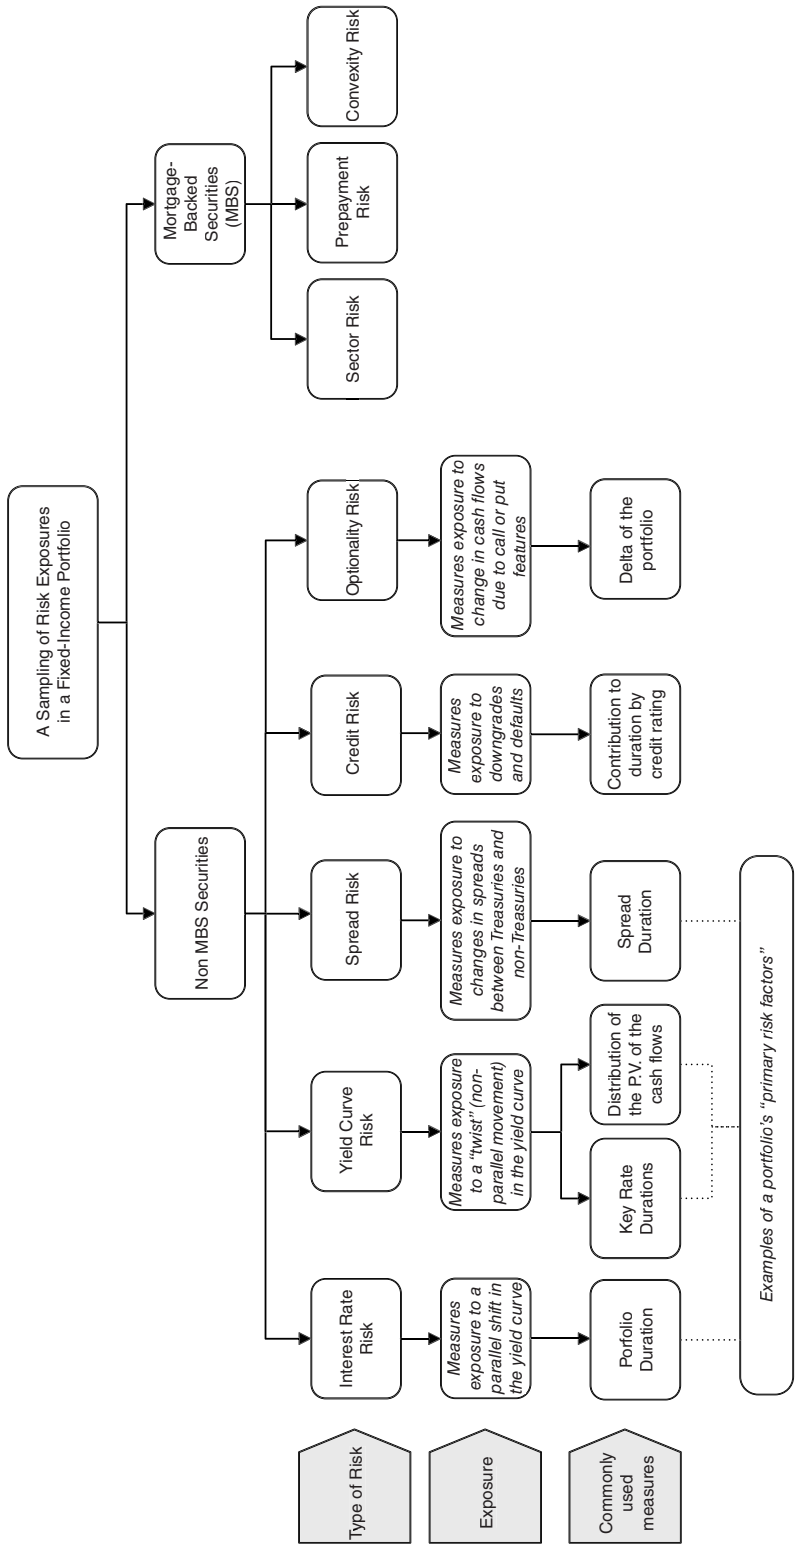 A Sampling of Risk Exposures
in a Fixed-Income Portfolio
Non MBS Securities
Mortgage-
Backed
Securities
(MBS)
Type of Risk
Interest Rate
Risk
Yield Curve
Risk
Spread Risk
Credit Risk
Optionality Risk
Sector Risk
Prepayment
Risk
Convexity Risk
Exposure
Measures
exposure to a
parallel shift in
the yield curve
Measures exposure
to a “twist” (non-
parallel movement)
in the yield curve
Measures exposure to
changes in spreads
between Treasuries and
non-Treasuries
Measures
exposure to
downgrades
and defaults
Measures exposure to
change in cash flows
due to call or put
features
Commonly
used
measures
Porfolio
Duration
Key Rate
Durations
Distribution of
the P.V. of the
cash flows
Spread
Duration
Contribution to
duration by
credit rating
Delta of the
portfolio
Examples of a portfolio’s “primary risk factors”